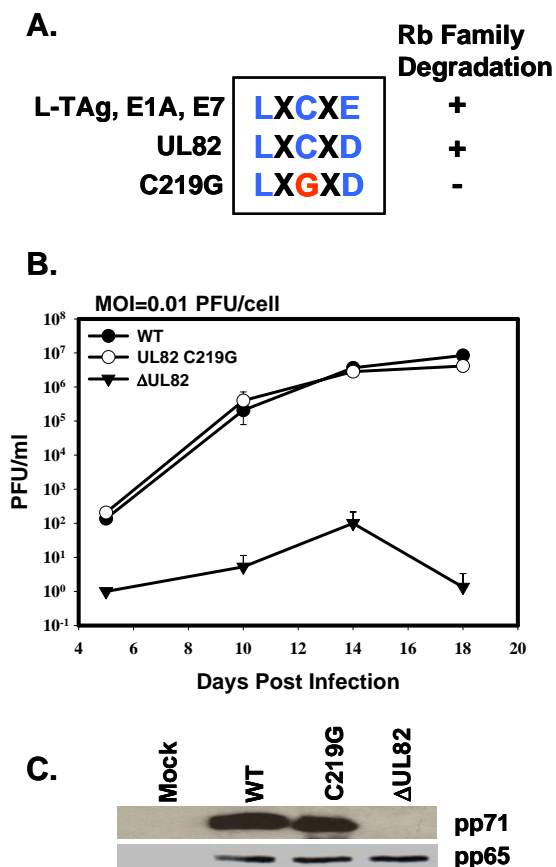 A.
Rb Family
Degradation
L-TAg, E1A, E7 LXCXE +
UL82 LXCXD +
C219G LXGXD -
B.
MOI=0.01 PFU/cell
WT
UL82 C219G
ΔUL82
10⁸
10⁷
10⁶
10⁵
10⁴
10³
10²
10¹
10⁰
10⁻¹
PFU/ml
4 6 8 10 12 14 16 18 20
Days Post Infection
C.
Mock WT C219G ΔUL82
pp71
pp65